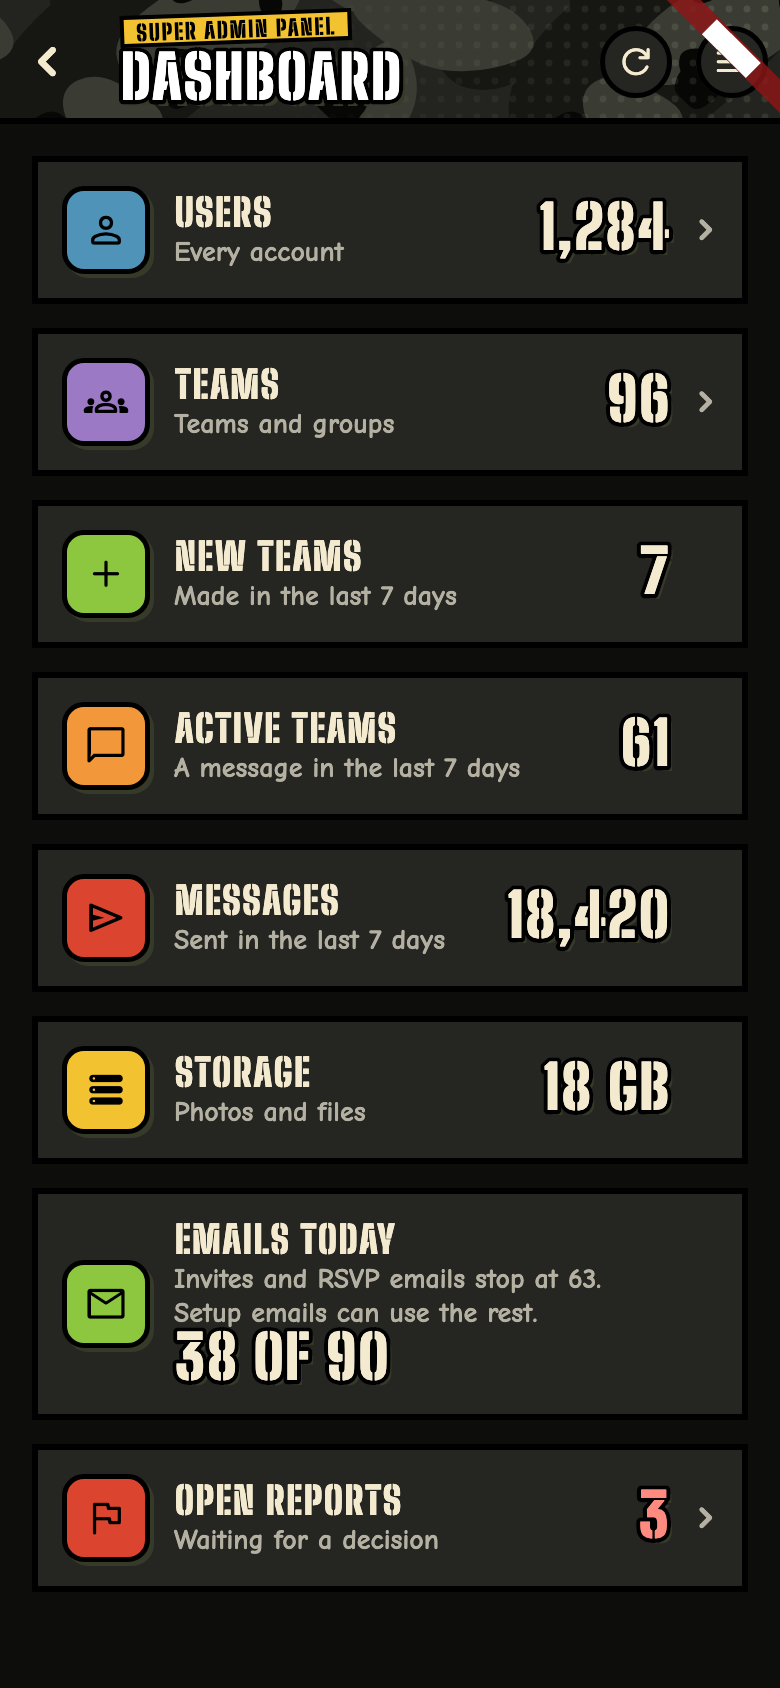 SUPER ADMIN PANEL
DASHBOARD
USERS
Every account
1,284
TEAMS
Teams and groups
96
NEW TEAMS
Made in the last 7 days
7
ACTIVE TEAMS
A message in the last 7 days
61
MESSAGES
Sent in the last 7 days
18,420
STORAGE
Photos and files
18 GB
EMAILS TODAY
Invites and RSVP emails stop at 63.
Setup emails can use the rest.
38 OF 90
OPEN REPORTS
Waiting for a decision
3